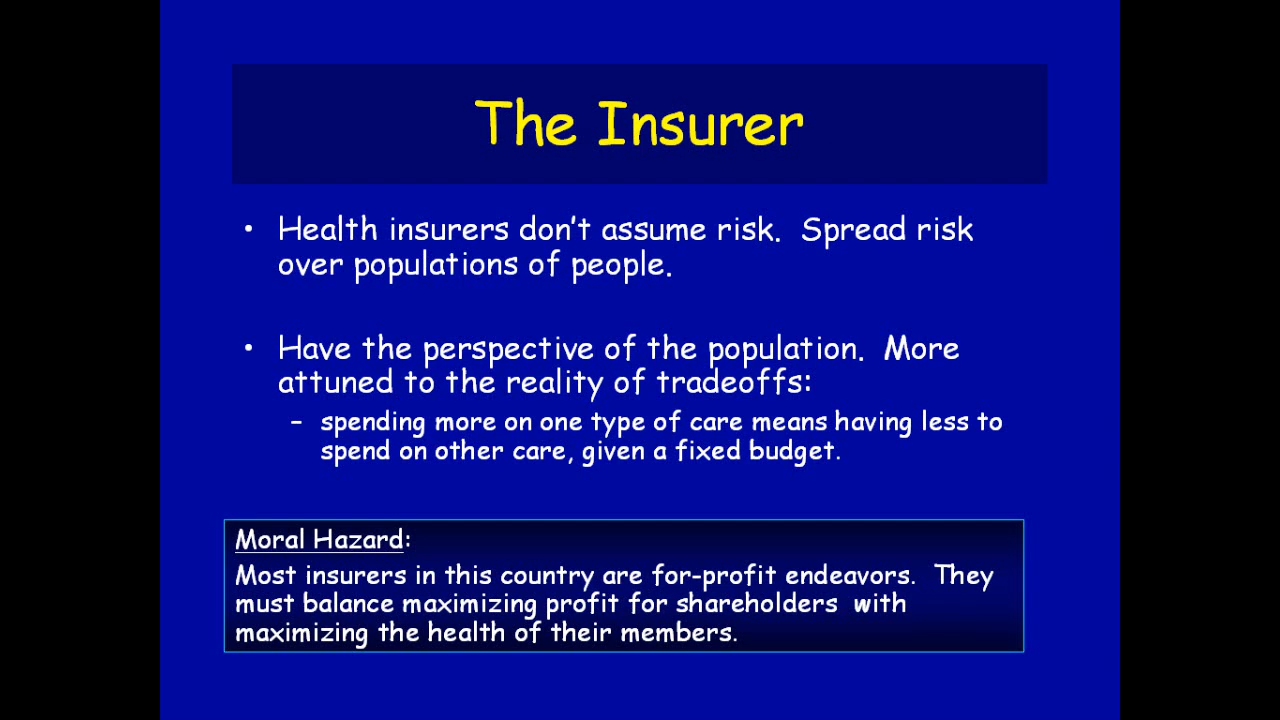 The Insurer
• Health insurers don't assume risk.  Spread risk
over populations of people.
• Have the perspective of the population.  More
attuned to the reality of tradeoffs:
– spending more on one type of care means having less to
spend on other care, given a fixed budget.
Moral Hazard:
Most insurers in this country are for-profit endeavors.  They
must balance maximizing profit for shareholders  with
maximizing the health of their members.